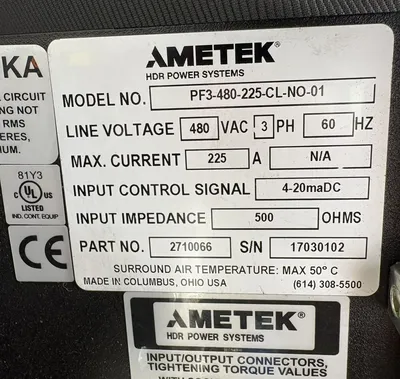 KA
CIRCUIT
ING NOT
RMS
ERES,
UM.
81Y3
C UL US
LISTED
IND. CONT. EQUIP
CE
AMETEK®
HDR POWER SYSTEMS
MODEL NO. PF3-480-225-CL-NO-01
LINE VOLTAGE 480 VAC 3 PH 60 HZ
MAX. CURRENT 225 A N/A
INPUT CONTROL SIGNAL 4-20maDC
INPUT IMPEDANCE 500 OHMS
PART NO. 2710066 S/N 17030102
SURROUND AIR TEMPERATURE: MAX 50° C
MADE IN COLUMBUS, OHIO USA (614) 308-5500
AMETEK®
HDR POWER SYSTEMS
INPUT/OUTPUT CONNECTORS,
TIGHTENING TORQUE VALUES